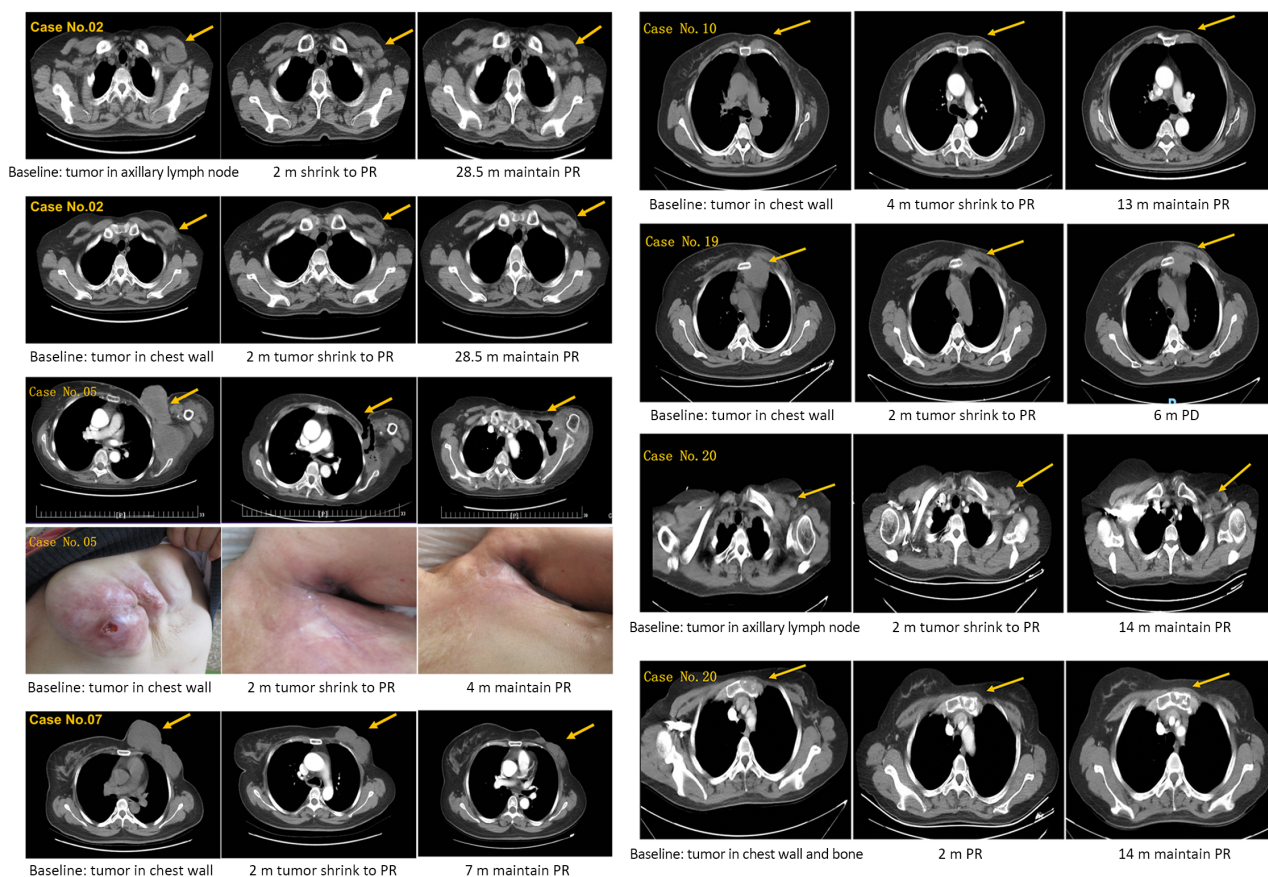 Case No.02
Baseline: tumor in axillary lymph node
2 m shrink to PR
28.5 m maintain PR
Case No.02
Baseline: tumor in chest wall
2 m tumor shrink to PR
28.5 m maintain PR
Case No.05
Case No.05
Baseline: tumor in chest wall
2 m tumor shrink to PR
4 m maintain PR
Case No.07
Baseline: tumor in chest wall
2 m tumor shrink to PR
7 m maintain PR
Case No.10
Baseline: tumor in chest wall
4 m tumor shrink to PR
13 m maintain PR
Case No.19
Baseline: tumor in chest wall
2 m tumor shrink to PR
6 m PD
Case No.20
Baseline: tumor in axillary lymph node
2 m tumor shrink to PR
14 m maintain PR
Case No.20
Baseline: tumor in chest wall and bone
2 m PR
14 m maintain PR